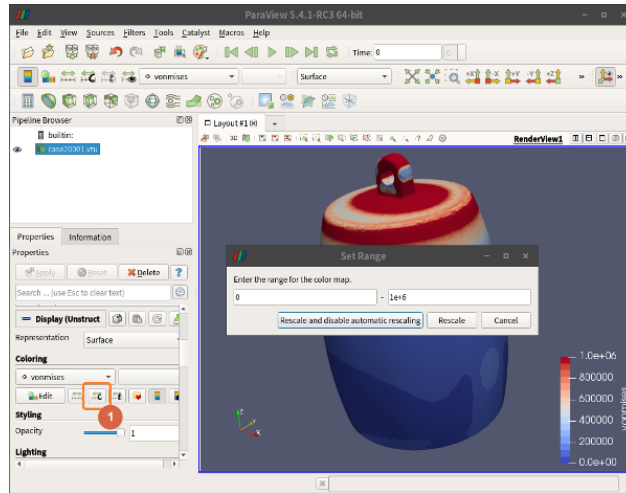 ParaView 5.4.1-RC3 64-bit
File Edit View Sources Filters Tools Catalyst Macros Help
Time: 0
0
vonmises
Surface
Pipeline Browser
builtin:
case20001.vtu
Layout #1
RenderView1
Properties Information
Properties
Apply Reset Delete ?
Search ... (use Esc to clear text)
Display (Unstruct
Representation Surface
Coloring
vonmises
Edit
1
Styling
Opacity 1
Lighting
Set Range
Enter the range for the color map.
0 - 1e+6
Rescale and disable automatic rescaling Rescale Cancel
1.0e+06
800000
600000
400000
200000
0.0e+00
vonmises
Z
Y
X